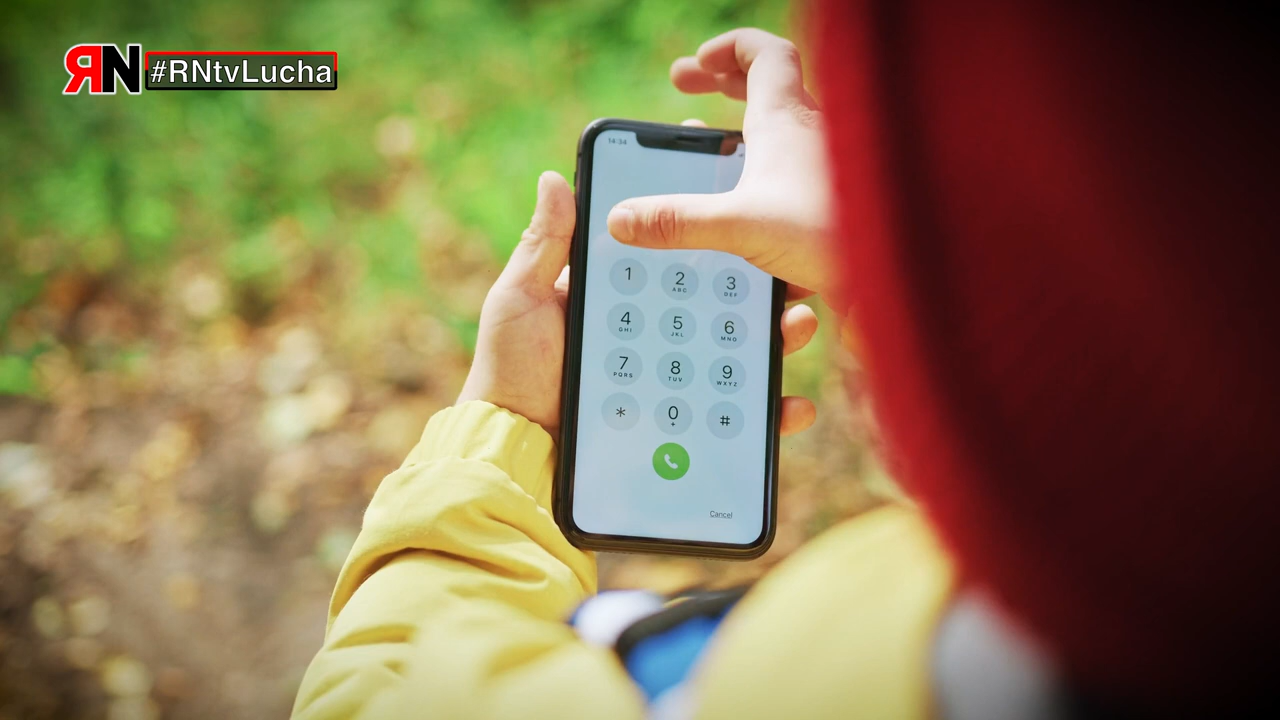 RN #RNtvLucha
14:34
1 2 3
ABC DEF
4 5 6
GHI JKL MNO
7 8 9
PQRS TUV WXYZ
* 0 #
+
Cancel